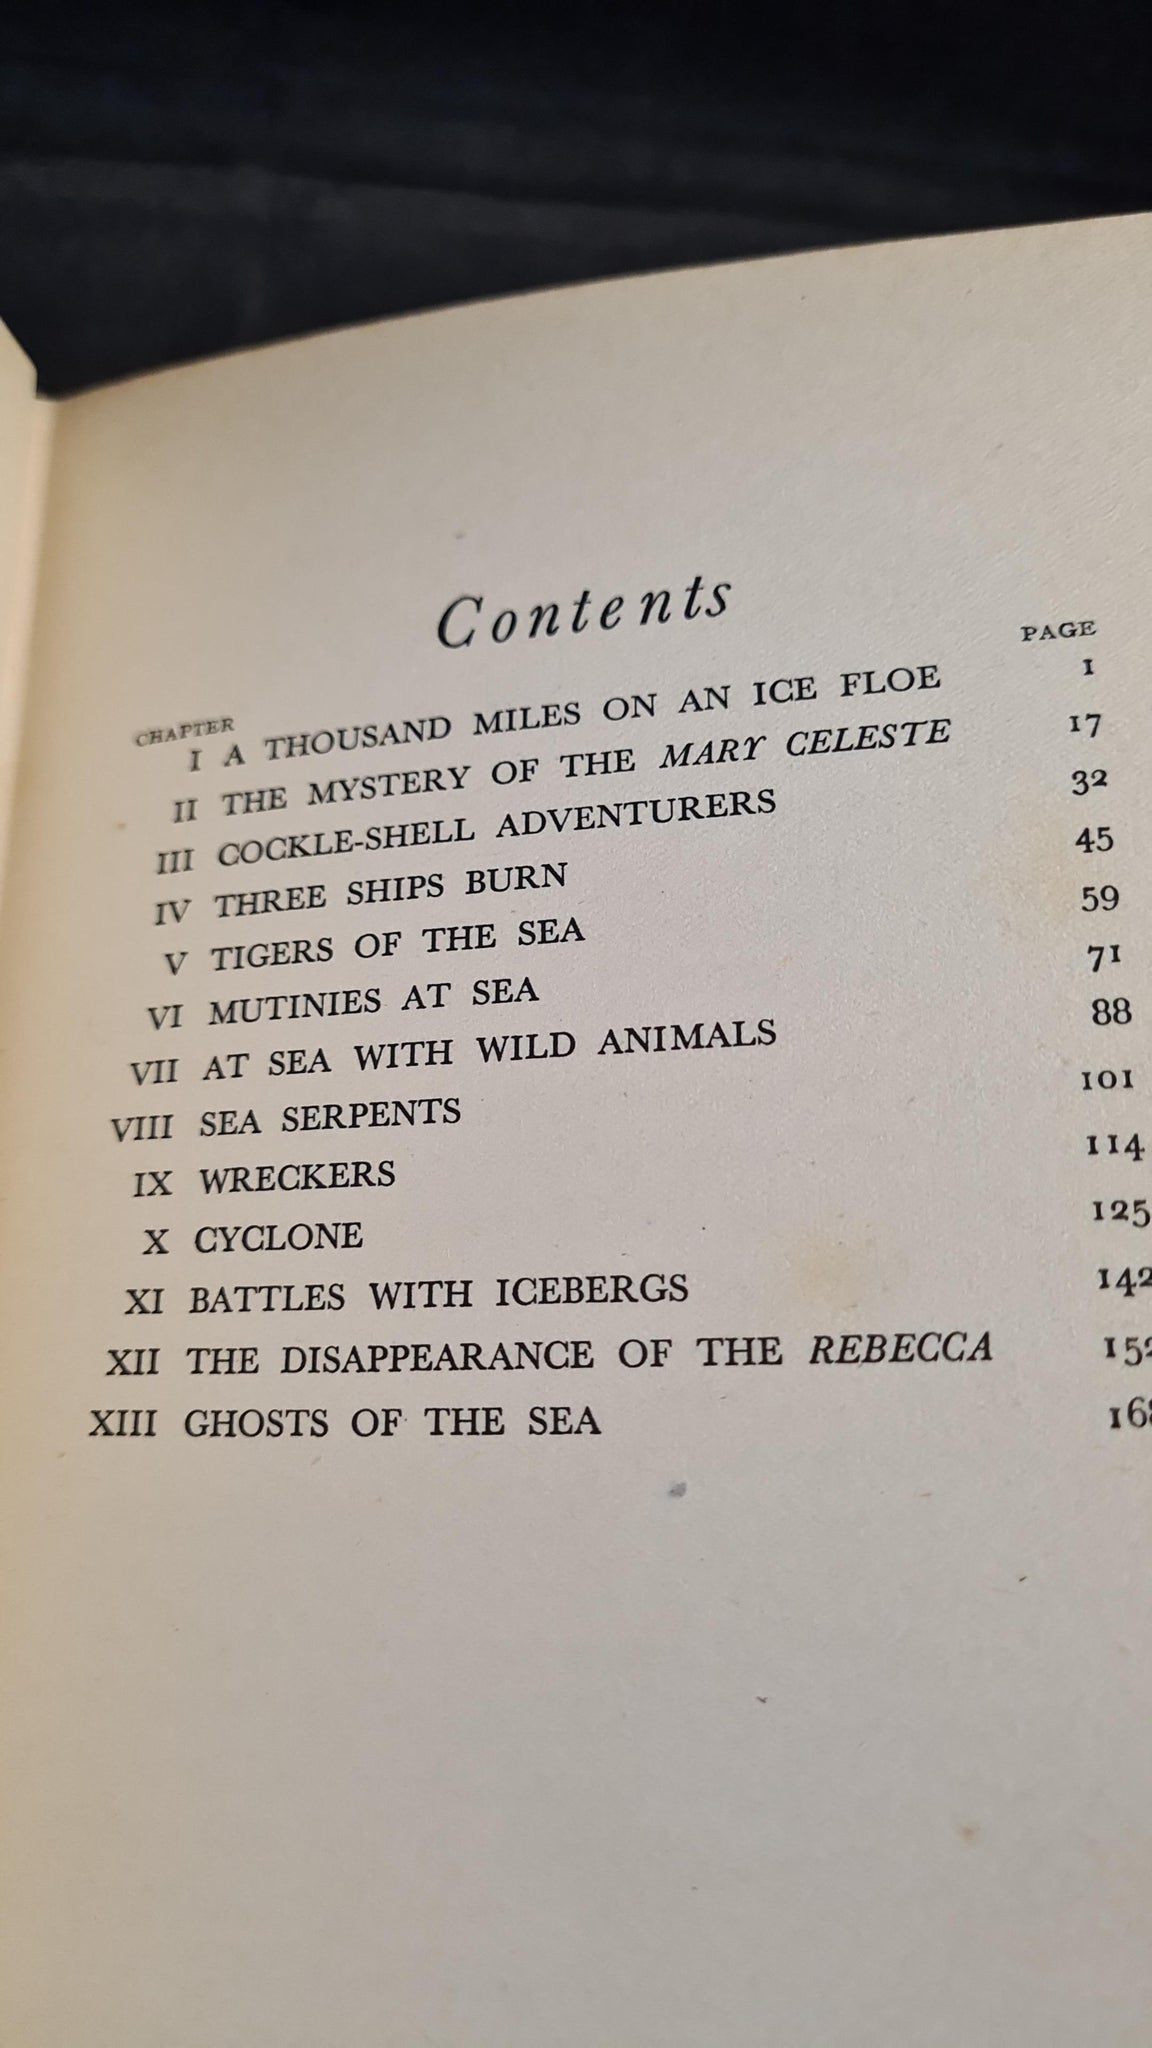 Contents
CHAPTER PAGE
I A THOUSAND MILES ON AN ICE FLOE 1
II THE MYSTERY OF THE MARY CELESTE 17
III COCKLE-SHELL ADVENTURERS 32
IV THREE SHIPS BURN 45
V TIGERS OF THE SEA 59
VI MUTINIES AT SEA 71
VII AT SEA WITH WILD ANIMALS 88
VIII SEA SERPENTS 101
IX WRECKERS 114
X CYCLONE 125
XI BATTLES WITH ICEBERGS 142
XII THE DISAPPEARANCE OF THE REBECCA 152
XIII GHOSTS OF THE SEA